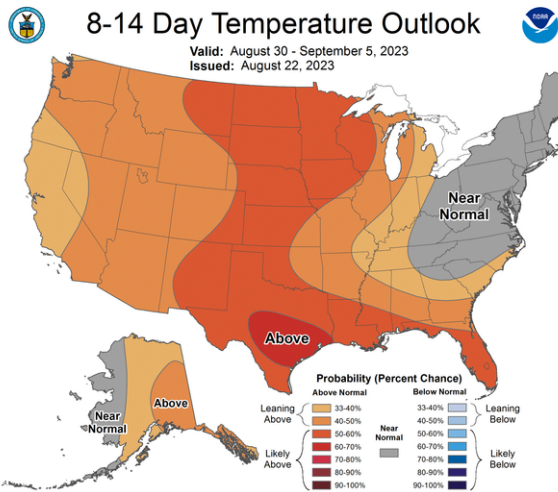 8-14 Day Temperature Outlook
Valid: August 30 - September 5, 2023
Issued: August 22, 2023
NOAA
Near
Normal
Above
Above
Near
Normal
Probability (Percent Chance)
Above Normal
Below Normal
Leaning
Above
33-40%
40-50%
Likely
Above
50-60%
60-70%
70-80%
80-90%
90-100%
Near
Normal
33-40%
40-50%
Leaning
Below
50-60%
60-70%
70-80%
80-90%
90-100%
Likely
Below